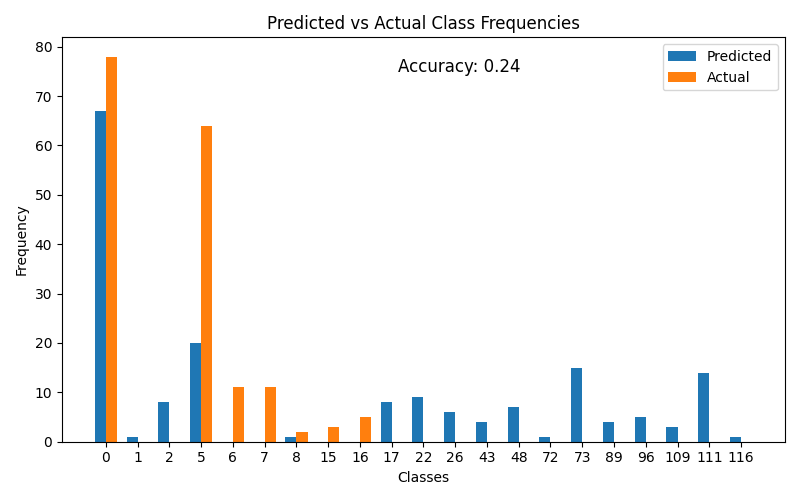 Predicted vs Actual Class Frequencies
Accuracy: 0.24
Predicted
Actual
80
70
60
50
40
30
20
10
0
Frequency
0 1 2 5 6 7 8 15 16 17 22 26 43 48 72 73 89 96 109 111 116
Classes